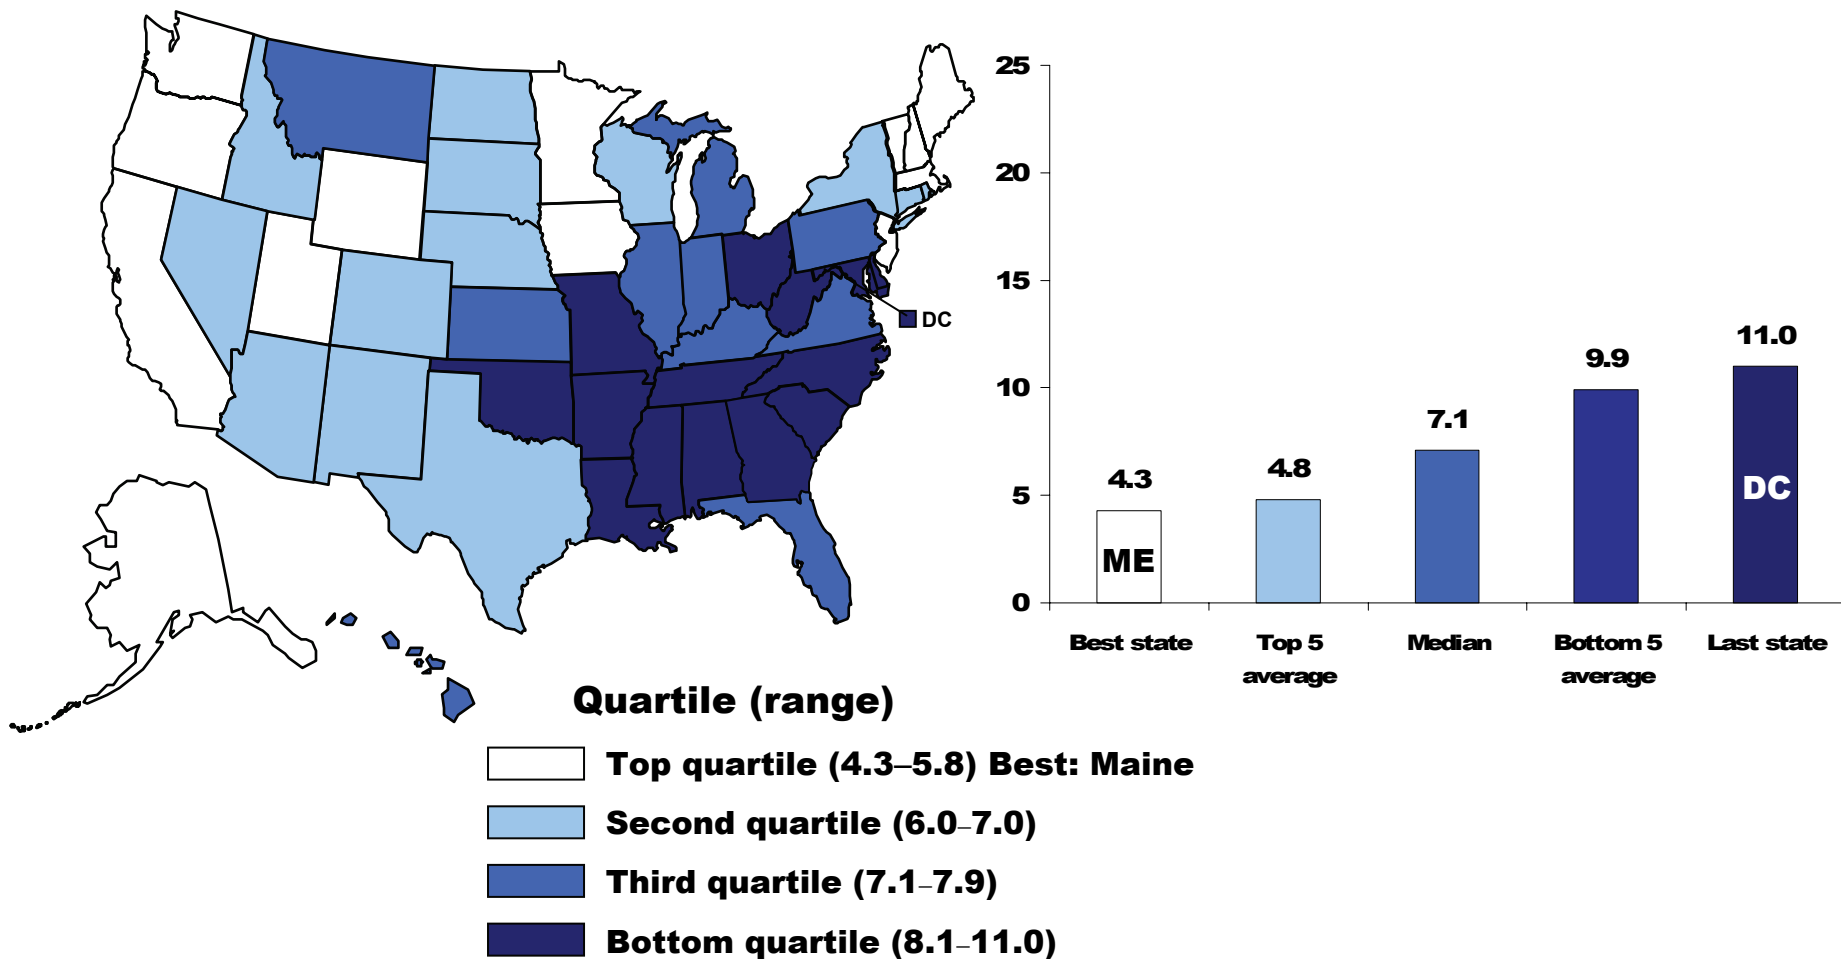 DC
Quartile (range)
Top quartile (4.3–5.8) Best: Maine
Second quartile (6.0–7.0)
Third quartile (7.1–7.9)
Bottom quartile (8.1–11.0)
25
20
15
10
5
0
4.3
4.8
7.1
9.9
11.0
ME
DC
Best state
Top 5
average
Median
Bottom 5
average
Last state